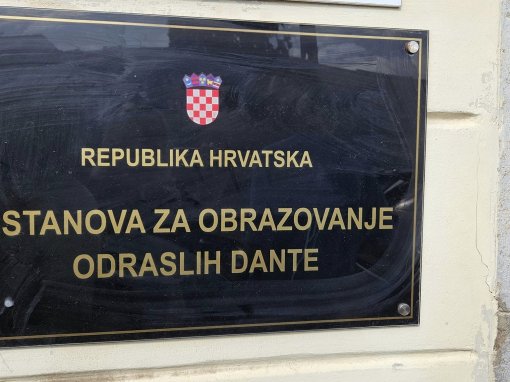 REPUBLIKA HRVATSKA
STANOVA ZA OBRAZOVANJE
ODRASLIH DANTE